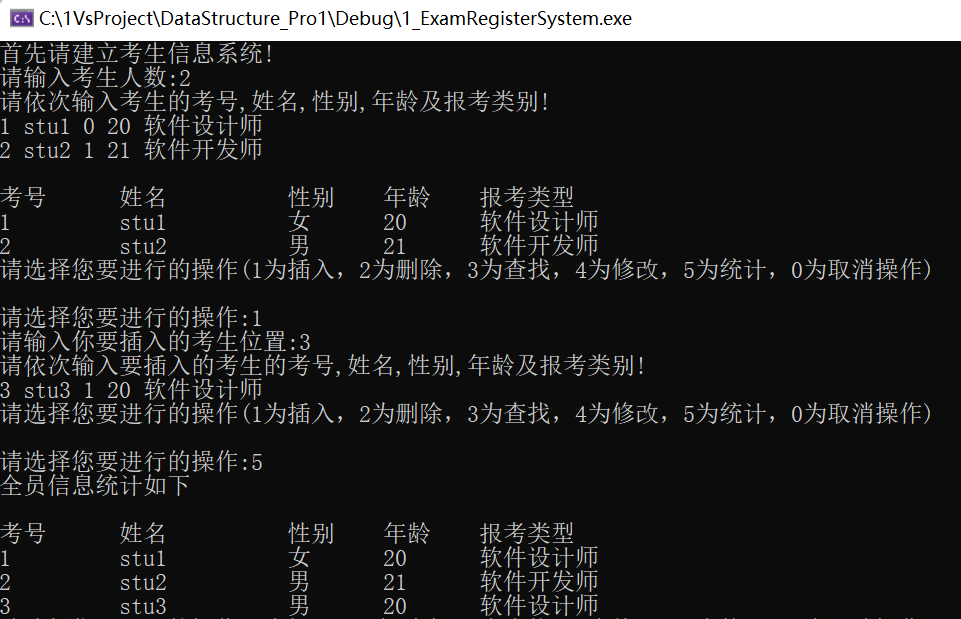 C:\1VsProject\DataStructure_Pro1\Debug\1_ExamRegisterSystem.exe
首先请建立考生信息系统!
请输入考生人数:2
请依次输入考生的考号,姓名,性别,年龄及报考类别!
1 stu1 0 20 软件设计师
2 stu2 1 21 软件开发师
考号 姓名 性别 年龄 报考类型
1 stu1 女 20 软件设计师
2 stu2 男 21 软件开发师
请选择您要进行的操作(1为插入，2为删除，3为查找，4为修改，5为统计，0为取消操作)
请选择您要进行的操作:1
请输入你要插入的考生位置:3
请依次输入要插入的考生的考号,姓名,性别,年龄及报考类别!
3 stu3 1 20 软件设计师
请选择您要进行的操作(1为插入，2为删除，3为查找，4为修改，5为统计，0为取消操作)
请选择您要进行的操作:5
全员信息统计如下
考号 姓名 性别 年龄 报考类型
1 stu1 女 20 软件设计师
2 stu2 男 21 软件开发师
3 stu3 男 20 软件设计师